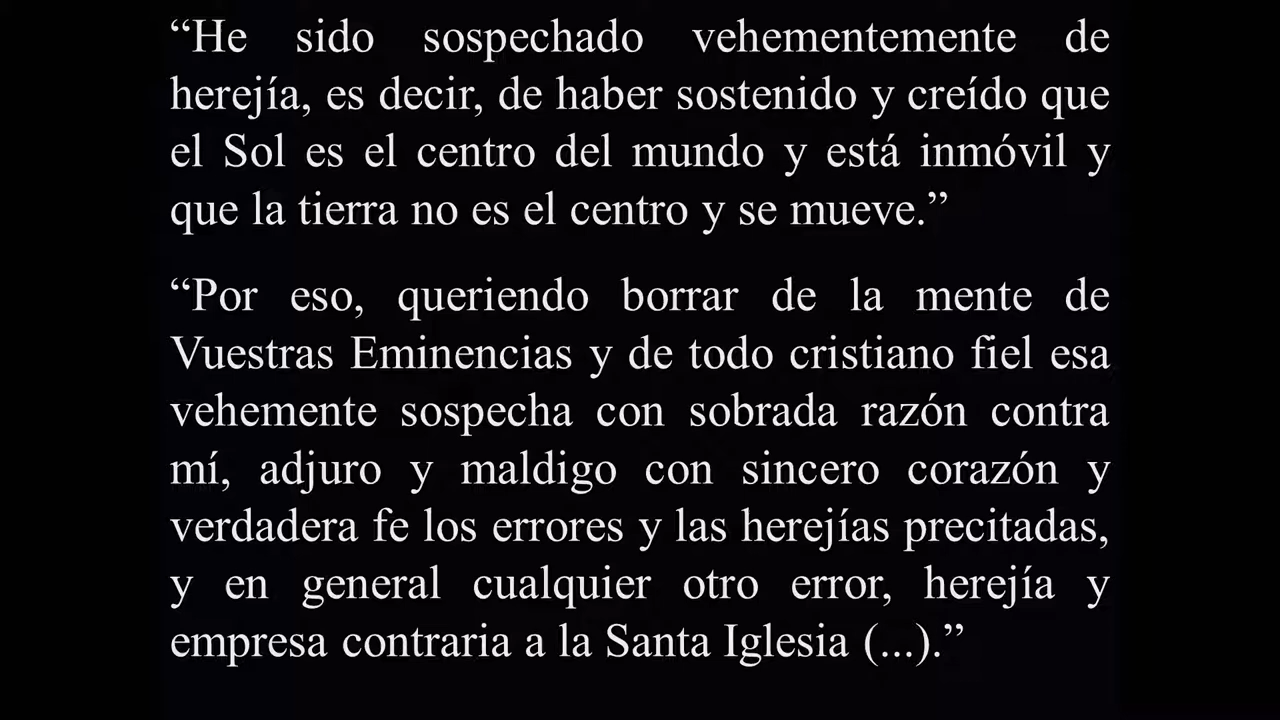 “He sido sospechado vehementemente de
herejía, es decir, de haber sostenido y creído que
el Sol es el centro del mundo y está inmóvil y
que la tierra no es el centro y se mueve.”
“Por eso, queriendo borrar de la mente de
Vuestras Eminencias y de todo cristiano fiel esa
vehemente sospecha con sobrada razón contra
mí, adjuro y maldigo con sincero corazón y
verdadera fe los errores y las herejías precitadas,
y en general cualquier otro error, herejía y
empresa contraria a la Santa Iglesia (...).”